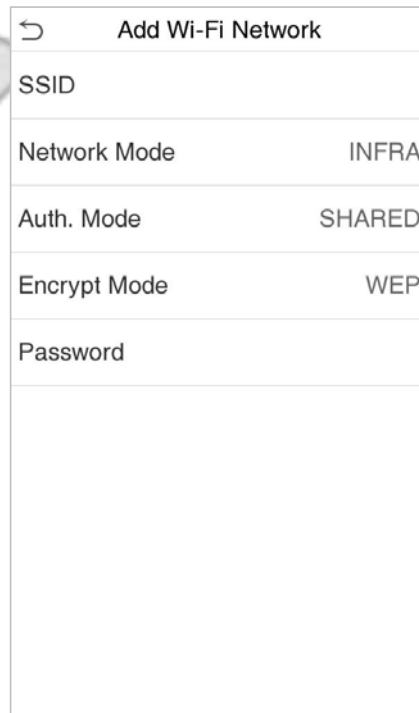 Add Wi-Fi Network
SSID
Network Mode INFRA
Auth. Mode SHARED
Encrypt Mode WEP
Password